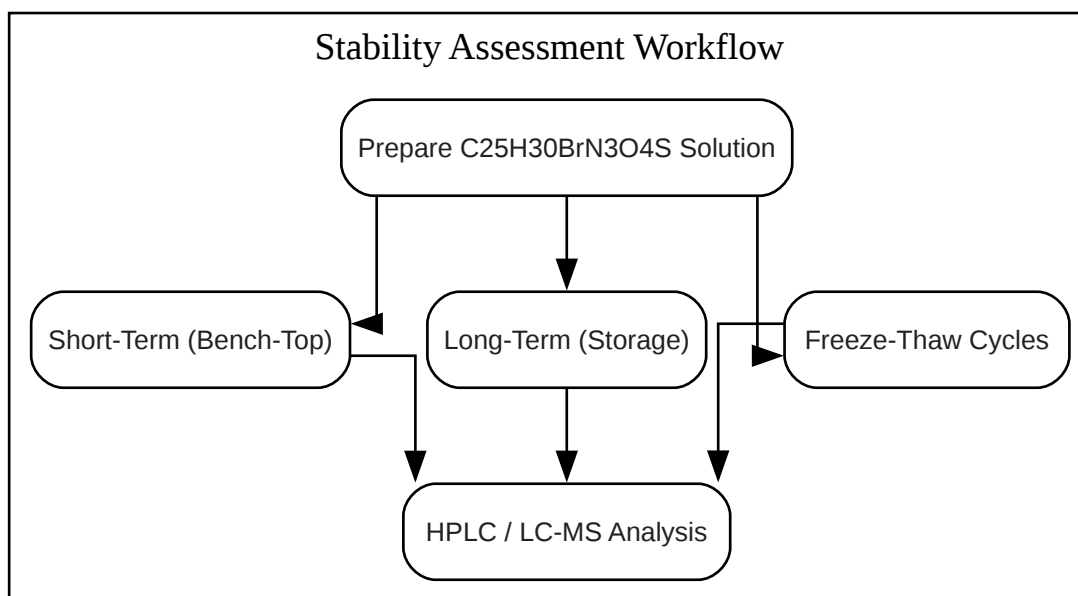 Stability Assessment Workflow
Prepare C25H30BrN3O4S Solution
Short-Term (Bench-Top)
Long-Term (Storage)
Freeze-Thaw Cycles
HPLC / LC-MS Analysis